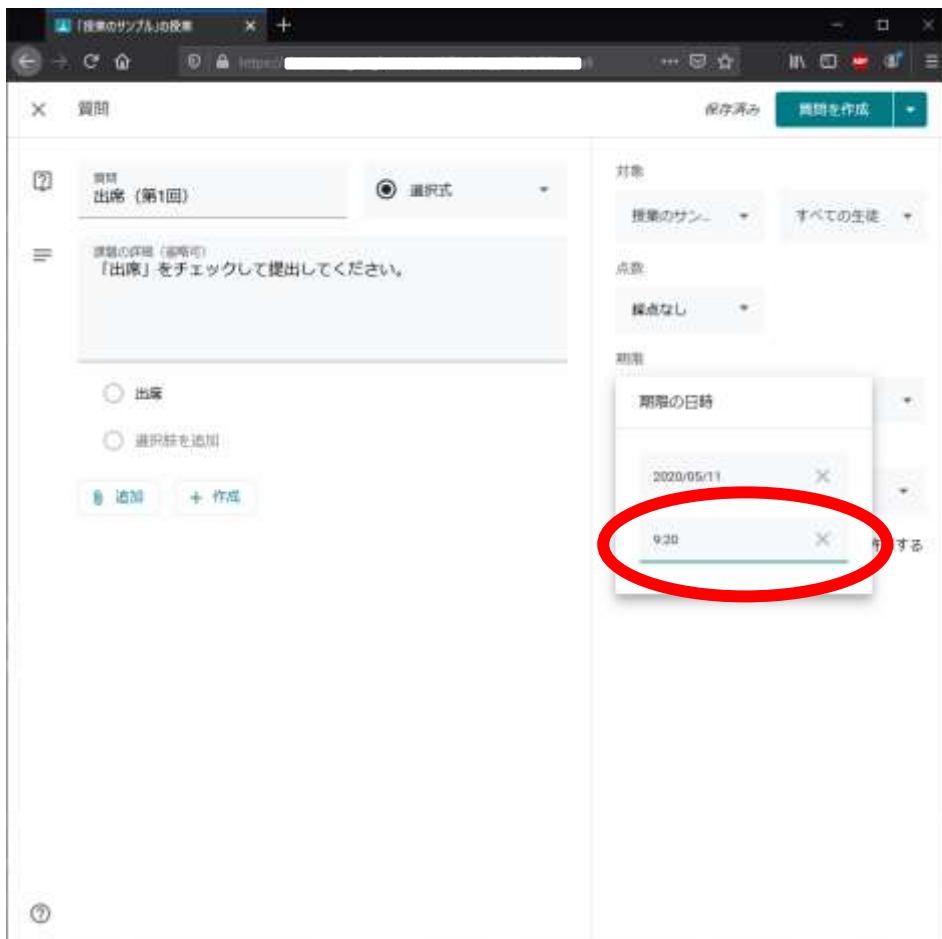 「授業のサンプル」の授業
https://
質問
保存済み
質問を作成
質問
出席（第1回）
選択式
課題の詳細（省略可）
「出席」をチェックして提出してください。
出席
選択肢を追加
追加
作成
対象
授業のサン...
すべての生徒
点数
採点なし
期限
期限の日時
2020/05/11
9:20
する